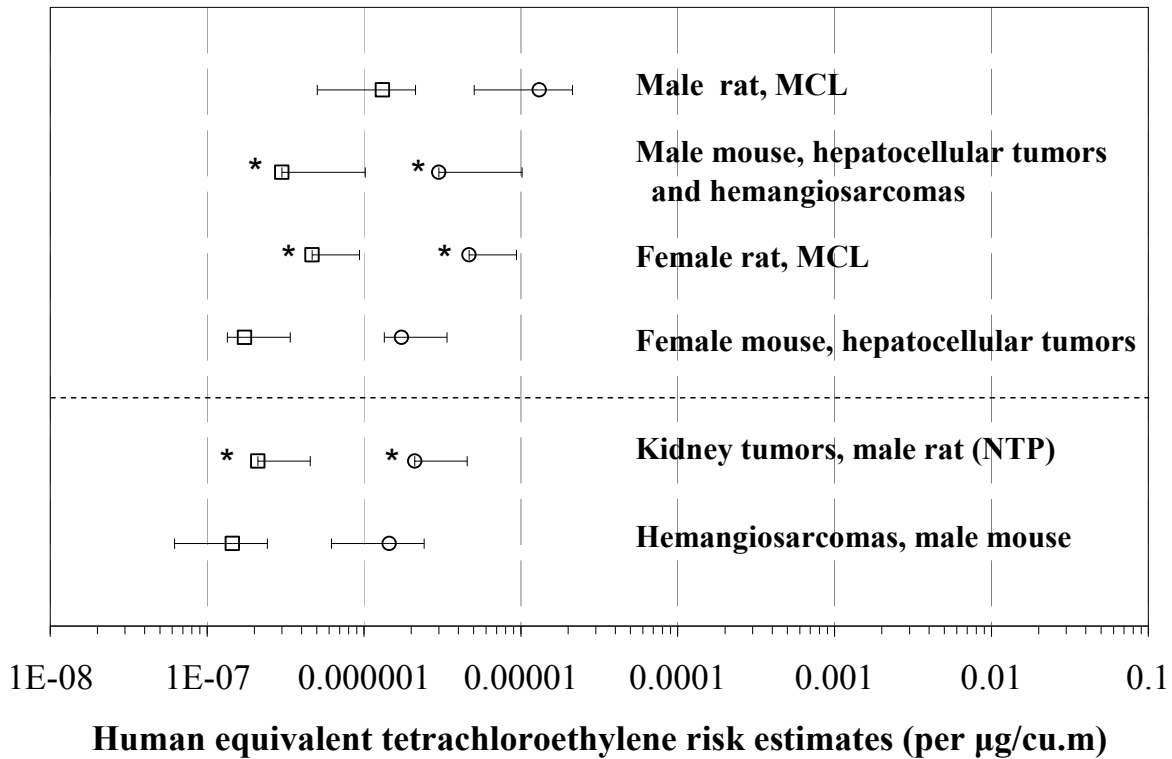 Male rat, MCL
* * Male mouse, hepatocellular tumors
and hemangiosarcomas
* * Female rat, MCL
Female mouse, hepatocellular tumors
* * Kidney tumors, male rat (NTP)
Hemangiosarcomas, male mouse
1E-08 1E-07 0.000001 0.00001 0.0001 0.001 0.01 0.1
Human equivalent tetrachloroethylene risk estimates (per µg/cu.m)